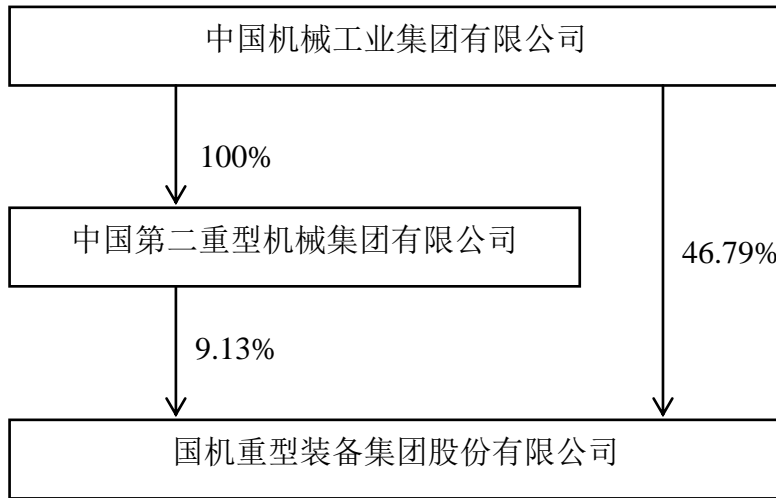 中国机械工业集团有限公司
100%
中国第二重型机械集团有限公司
46.79%
9.13%
国机重型装备集团股份有限公司